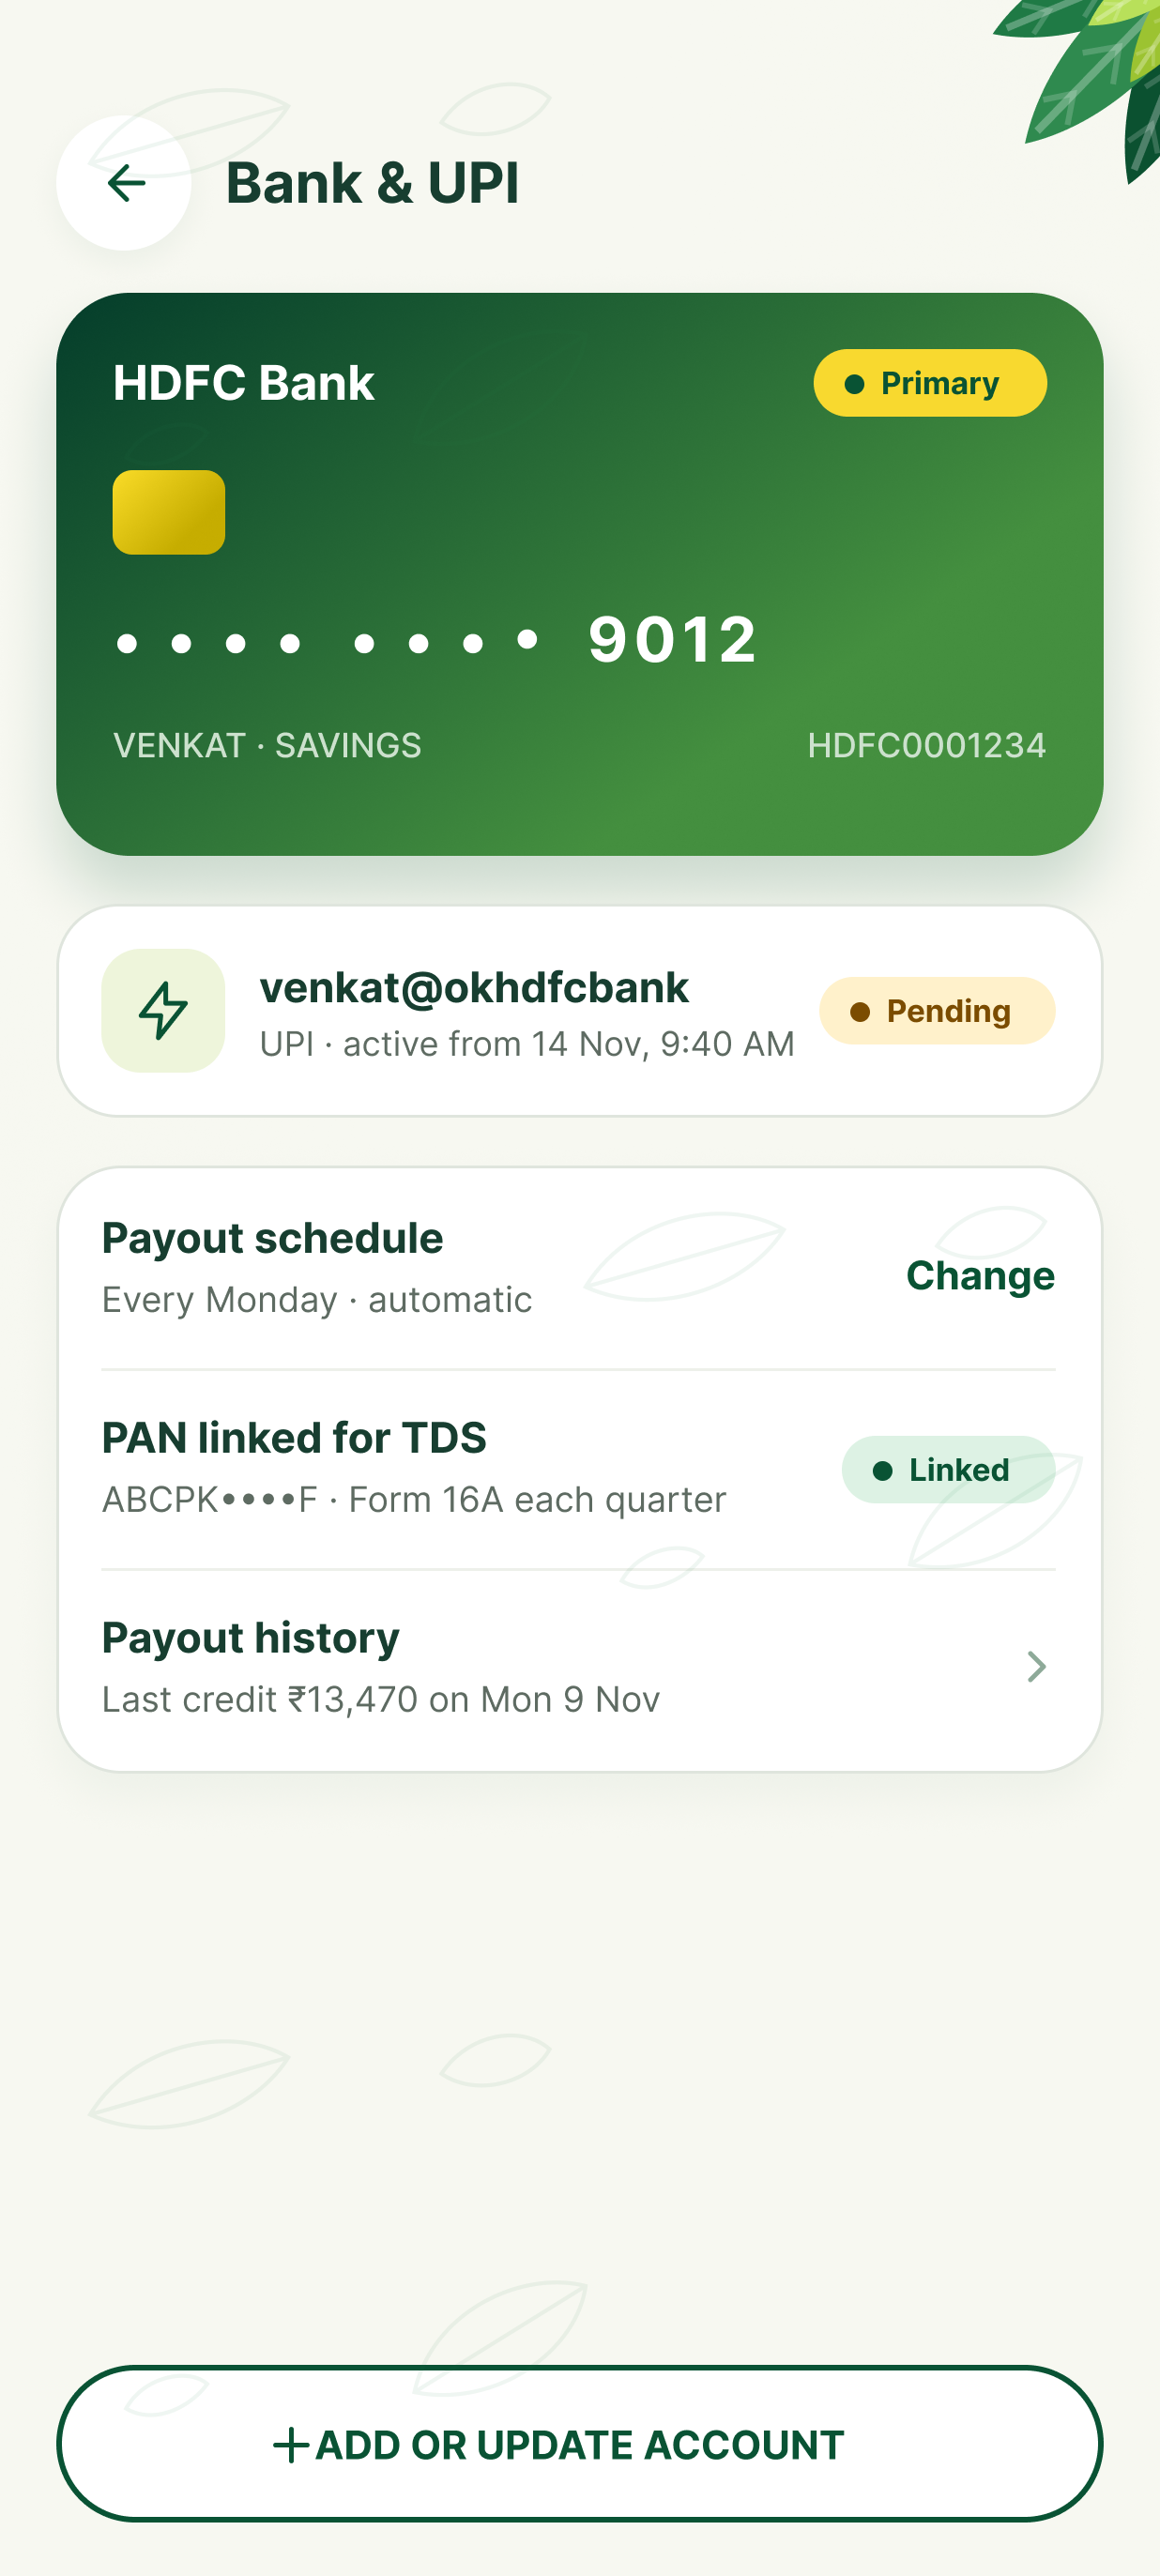 Bank & UPI
HDFC Bank
Primary
•••• •••• 9012
VENKAT · SAVINGS
HDFC0001234
venkat@okhdfcbank
UPI · active from 14 Nov, 9:40 AM
Pending
Payout schedule
Every Monday · automatic
Change
PAN linked for TDS
ABCPK••••F · Form 16A each quarter
Linked
Payout history
Last credit ₹13,470 on Mon 9 Nov
ADD OR UPDATE ACCOUNT